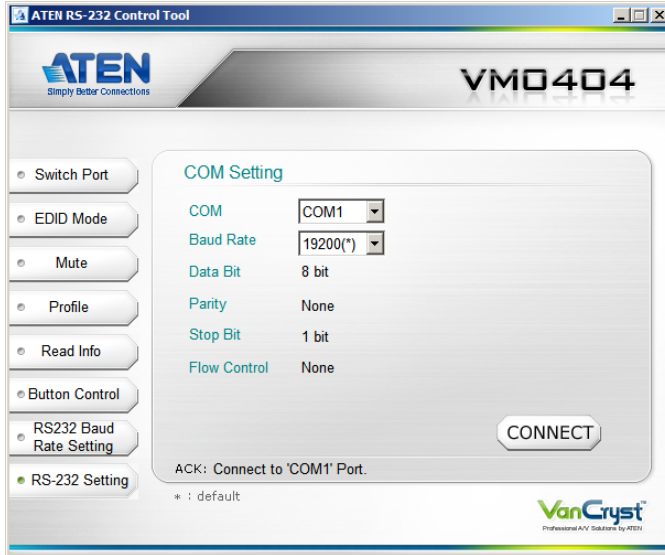 ATEN RS-232 Control Tool
ATEN
Simply Better Connections
VM0404
Switch Port
EDID Mode
Mute
Profile
Read Info
Button Control
RS232 Baud
Rate Setting
RS-232 Setting
COM Setting
COM COM1
Baud Rate 19200(*)
Data Bit 8 bit
Parity None
Stop Bit 1 bit
Flow Control None
CONNECT
ACK: Connect to 'COM1' Port.
* : default
VanCryst™
Professional A/V Solutions by ATEN